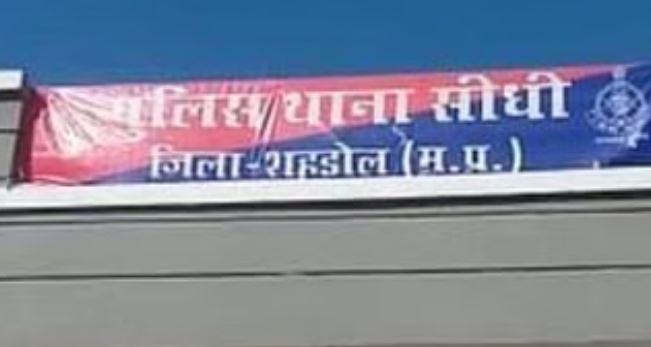 पुलिस थाना सीधी
जिला-शहडोल (म.प्र.)